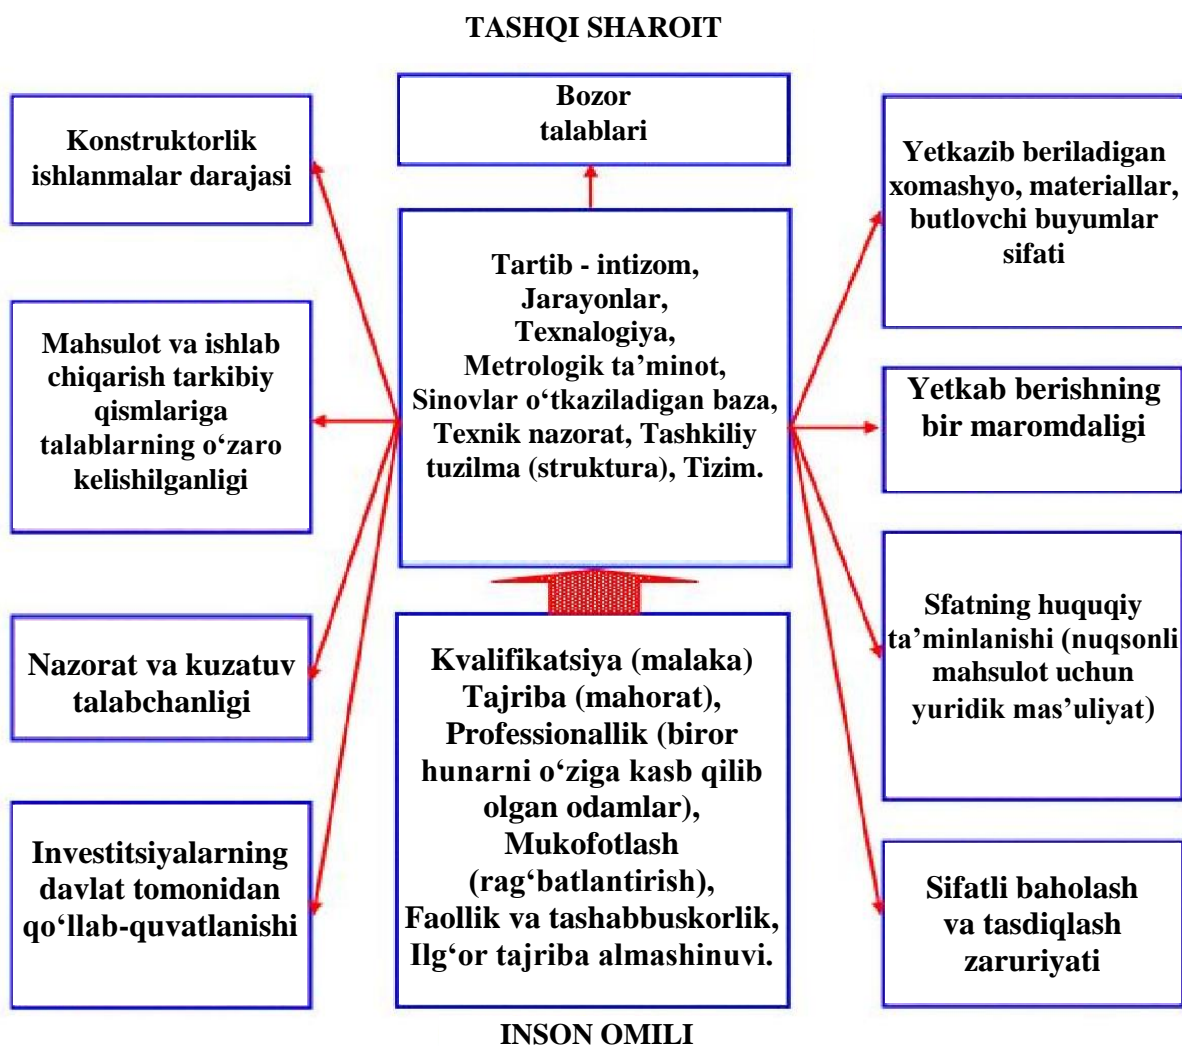 TASHQI SHAROIT
Konstruktorlik
ishlanmalar darajasi
Mahsulot va ishlab
chiqarish tarkibiy
qismlariga
talablarning o‘zaro
kelishilganligi
Nazorat va kuzatuv
talabchanligi
Investitsiyalarning
davlat tomonidan
qo‘llab-quvatlanishi
Bozor
talablari
Tartib - intizom,
Jarayonlar,
Texnalogiya,
Metrologik ta’minot,
Sinovlar o‘tkaziladigan baza,
Texnik nazorat, Tashkiliy
tuzilma (struktura), Tizim.
Kvalifikatsiya (malaka)
Tajriba (mahorat),
Professionallik (biror
hunarni o‘ziga kasb qilib
olgan odamlar),
Mukofotlash
(rag‘batlantirish),
Faollik va tashabbuskorlik,
Ilg‘or tajriba almashinuvi.
Yetkazib beriladigan
xomashyo, materiallar,
butlovchi buyumlar
sifati
Yetkab berishning
bir maromdaligi
Sfatning huquqiy
ta’minlanishi (nuqsonli
mahsulot uchun
yuridik mas’uliyat)
Sifatli baholash
va tasdiqlash
zaruriyati
INSON OMILI